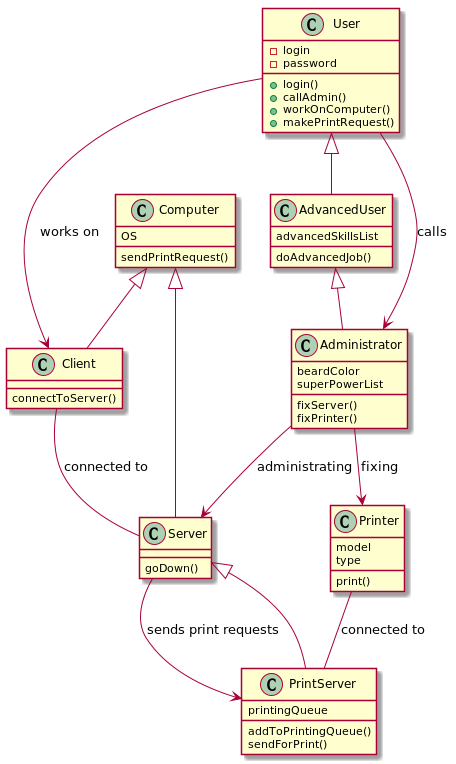 C User
login
password
login()
callAdmin()
workOnComputer()
makePrintRequest()
C Computer
OS
sendPrintRequest()
C AdvancedUser
advancedSkillsList
doAdvancedJob()
works on
calls
C Client
connectToServer()
C Administrator
beardColor
superPowerList
fixServer()
fixPrinter()
connected to
administrating
fixing
C Server
goDown()
C Printer
model
type
print()
sends print requests
connected to
C PrintServer
printingQueue
addToPrintingQueue()
sendForPrint()